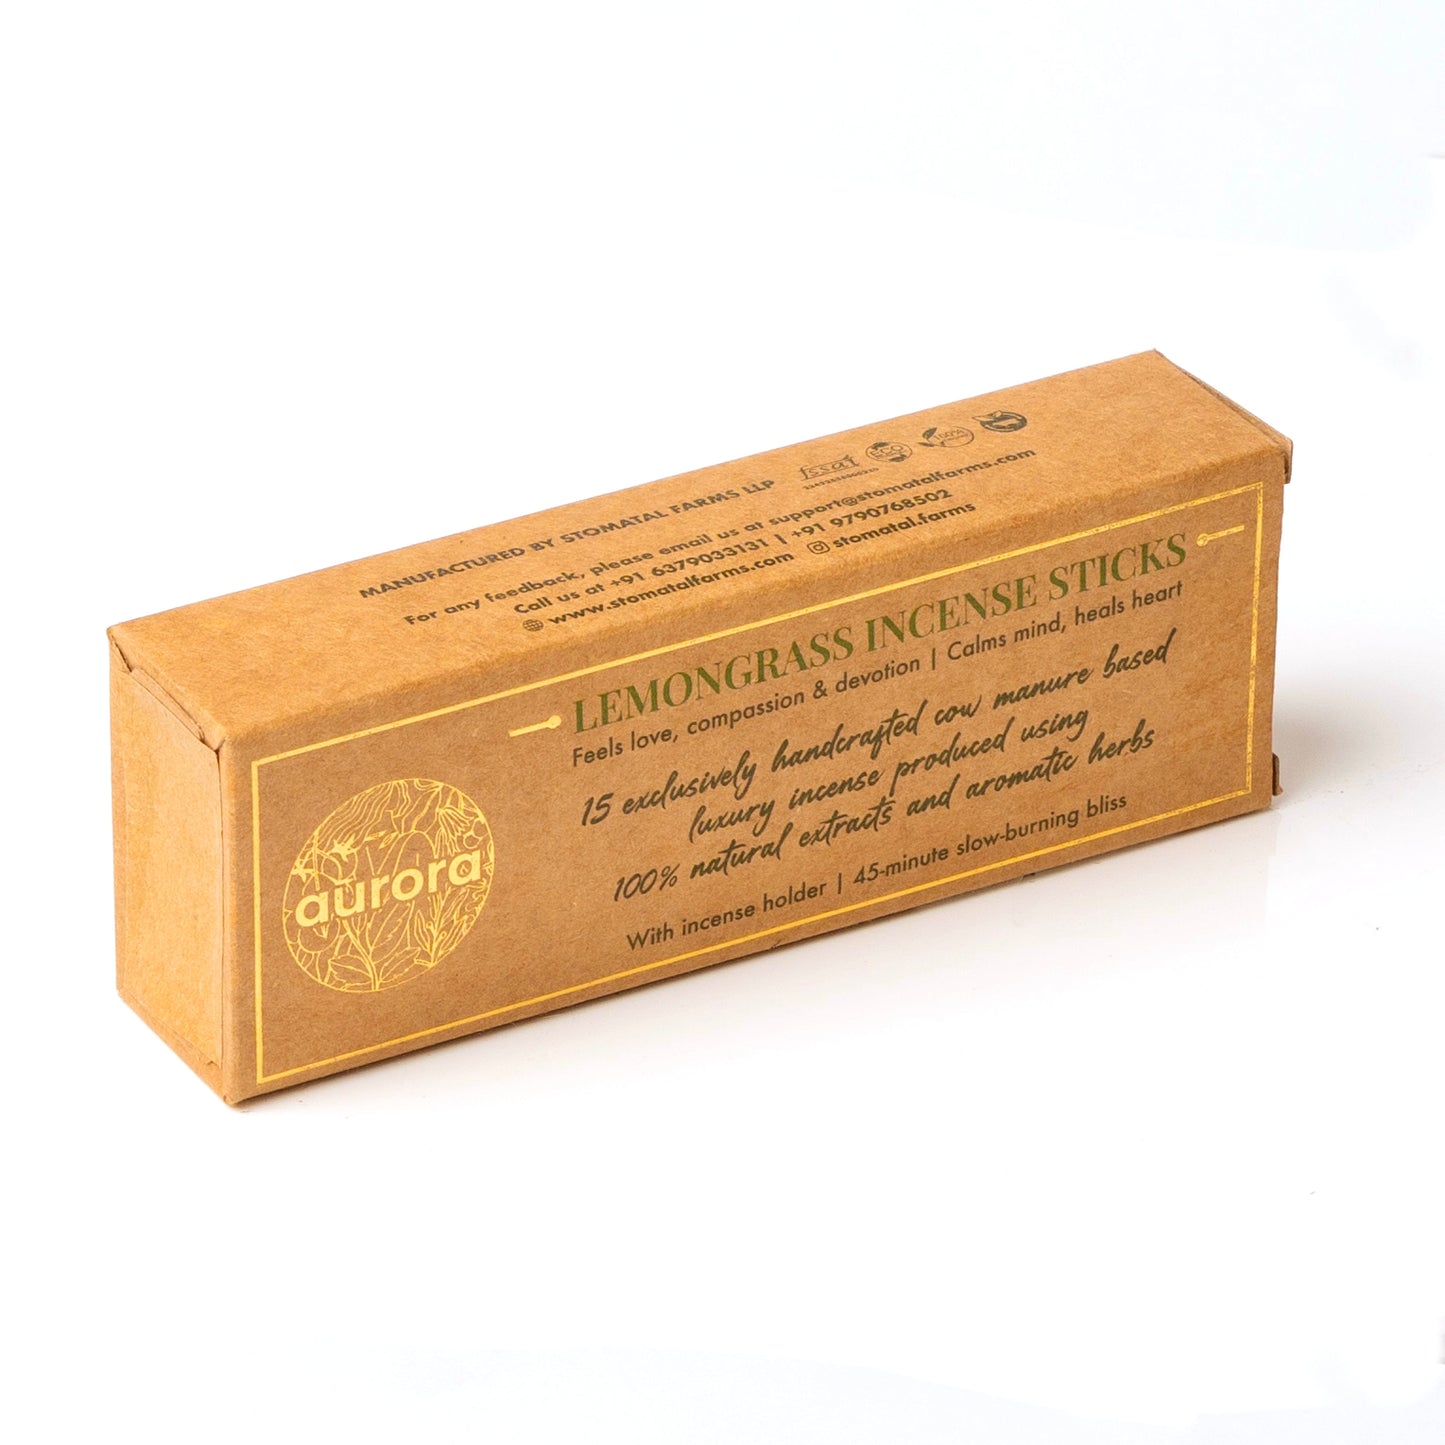 MANUFACTURED BY STOMATAL FARMS LLP
For any feedback, please email us at support@stomatalfarms.com
Call us at +91 6379033131 | +91 9790768502
www.stomatalfarms.com stomatal.farms
fssai
ECO
100%
LEMONGRASS INCENSE STICKS
Feels love, compassion & devotion | Calms mind, heals heart
15 exclusively handcrafted cow manure based
luxury incense produced using
100% natural extracts and aromatic herbs
With incense holder | 45-minute slow-burning bliss
aurora